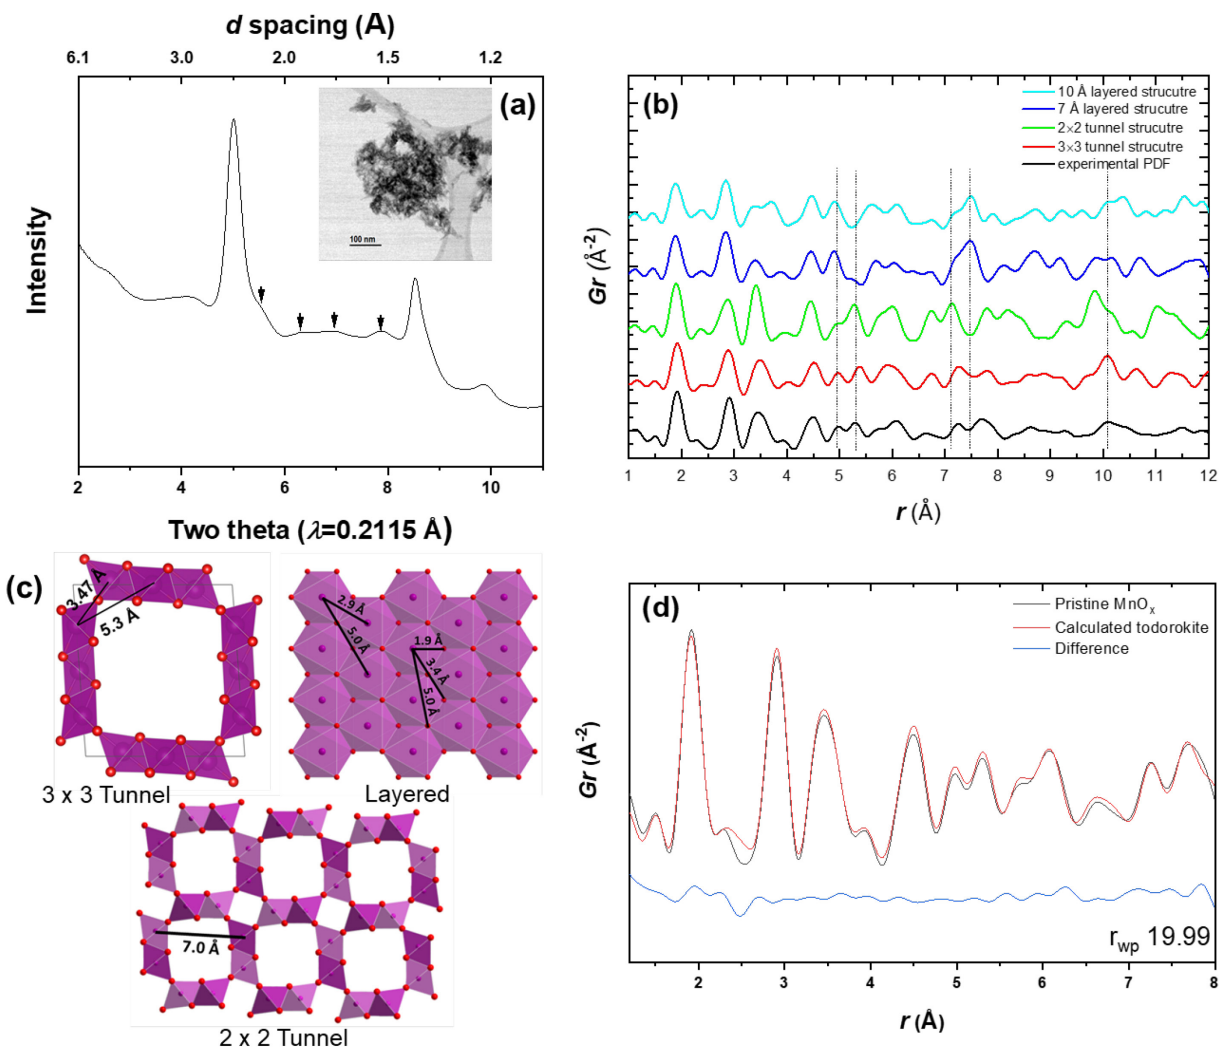 d spacing (Å)
6.1 3.0 2.0 1.5 1.2
(a)
100 nm
Intensity
2 4 6 8 10
Two theta (λ=0.2115 Å)
(b)
10 Å layered strucutre
7 Å layered strucutre
2×2 tunnel strucutre
3×3 tunnel strucutre
experimental PDF
Gr (Å-2)
1 2 3 4 5 6 7 8 9 10 11 12
r (Å)
(c)
3.47 Å
5.3 Å
3 x 3 Tunnel
2.9 Å
5.0 Å
1.9 Å
3.4 Å
5.0 Å
Layered
7.0 Å
2 x 2 Tunnel
(d)
Pristine MnOx
Calculated todorokite
Difference
Gr (Å-2)
rwp 19.99
2 3 4 5 6 7 8
r (Å)